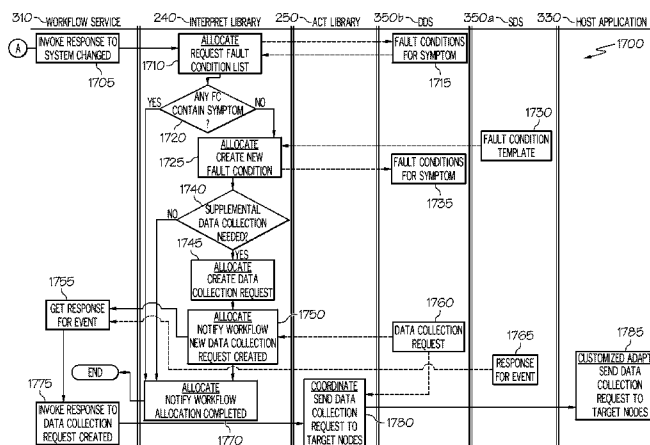 310 WORKFLOW SERVICE
240 INTERPRET LIBRARY
250 ACT LIBRARY
350b DDS
350a SDS
330 HOST APPLICATION
A
INVOKE RESPONSE TO
SYSTEM CHANGED
1705
ALLOCATE
REQUEST FAULT
CONDITION LIST
1710
FAULT CONDITIONS
FOR SYMPTOM
1715
1700
YES
ANY FC
CONTAIN SYMPTOM
?
NO
1720
1725
ALLOCATE
CREATE NEW
FAULT CONDITION
1730
FAULT CONDITION
TEMPLATE
FAULT CONDITIONS
FOR SYMPTOM
1735
1740
NO
SUPPLEMENTAL
DATA COLLECTION
NEEDED?
YES
1745
ALLOCATE
CREATE DATA
COLLECTION REQUEST
1755
GET RESPONSE
FOR EVENT
ALLOCATE
NOTIFY WORKFLOW
NEW DATA COLLECTION
REQUEST CREATED
1750
1760
DATA COLLECTION
REQUEST
1765
RESPONSE
FOR EVENT
1785
CUSTOMIZED ADAPT
SEND DATA
COLLECTION
REQUEST TO
TARGET NODES
END
1775
INVOKE RESPONSE TO
DATA COLLECTION
REQUEST CREATED
ALLOCATE
NOTIFY WORKFLOW
ALLOCATION COMPLETED
1770
COORDINATE
SEND DATA
COLLECTION
REQUEST TO
TARGET NODES
1780